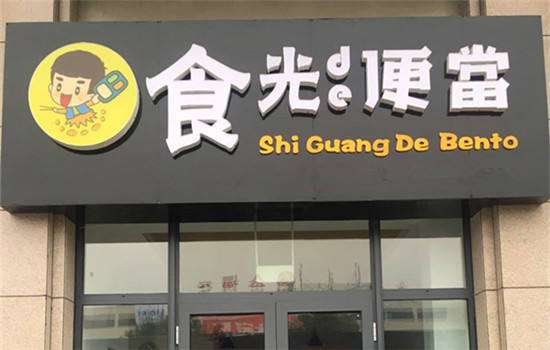 食光de便當
Shi Guang De Bento